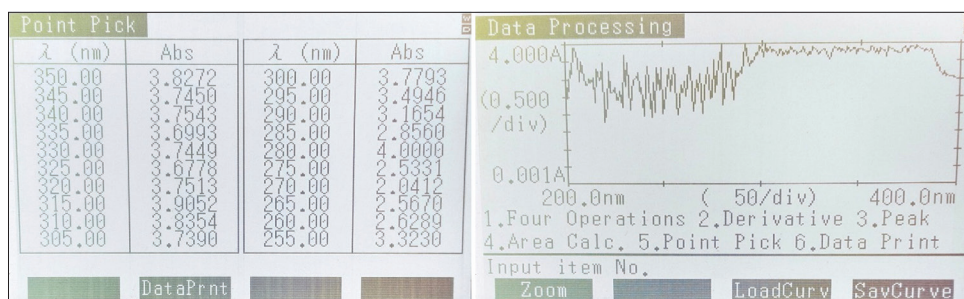 Point Pick
λ (nm) Abs λ (nm) Abs
350.00 3.8272 300.00 3.7793
345.00 3.7450 295.00 3.4946
340.00 3.7543 290.00 3.1654
335.00 3.6993 285.00 2.8560
330.00 3.7449 280.00 4.0000
325.00 3.6778 275.00 2.5331
320.00 3.7513 270.00 2.0412
315.00 3.9052 265.00 2.5670
310.00 3.8354 260.00 2.6289
305.00 3.7390 255.00 3.3230
DataPrnt
Data Processing
4.000A
(0.500
/div)
0.001A
200.0nm ( 50/div) 400.0nm
1.Four Operations 2.Derivative 3.Peak
4.Area Calc. 5.Point Pick 6.Data Print
Input item No.
Zoom LoadCurv SavCurve